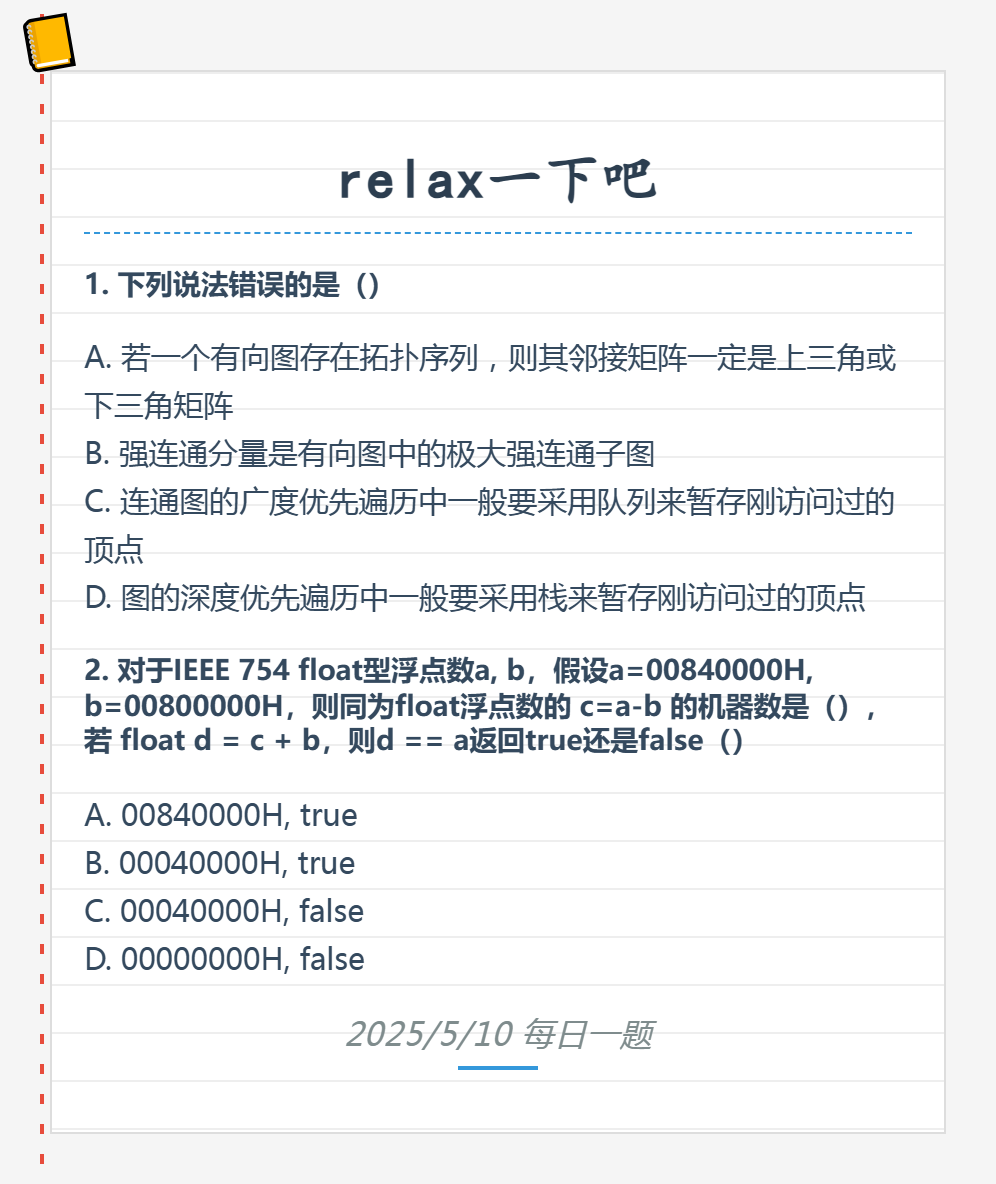 relax一下吧
1. 下列说法错误的是（）
A. 若一个有向图存在拓扑序列，则其邻接矩阵一定是上三角或
下三角矩阵
B. 强连通分量是有向图中的极大强连通子图
C. 连通图的广度优先遍历中一般要采用队列来暂存刚访问过的
顶点
D. 图的深度优先遍历中一般要采用栈来暂存刚访问过的顶点
2. 对于IEEE 754 float型浮点数a, b，假设a=00840000H,
b=00800000H，则同为float浮点数的 c=a-b 的机器数是（），
若 float d = c + b，则d == a返回true还是false（）
A. 00840000H, true
B. 00040000H, true
C. 00040000H, false
D. 00000000H, false
2025/5/10 每日一题